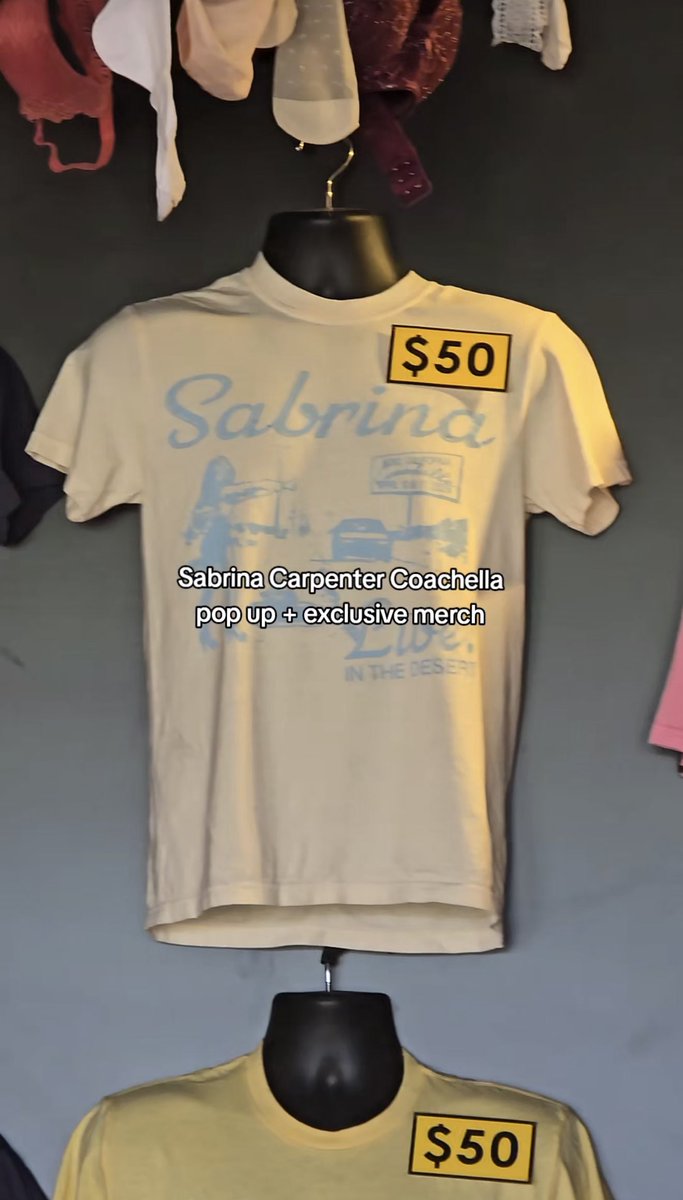 $50
Sabrina
Sabrina Carpenter Coachella
pop up + exclusive merch
Live.
IN THE DESERT
$50